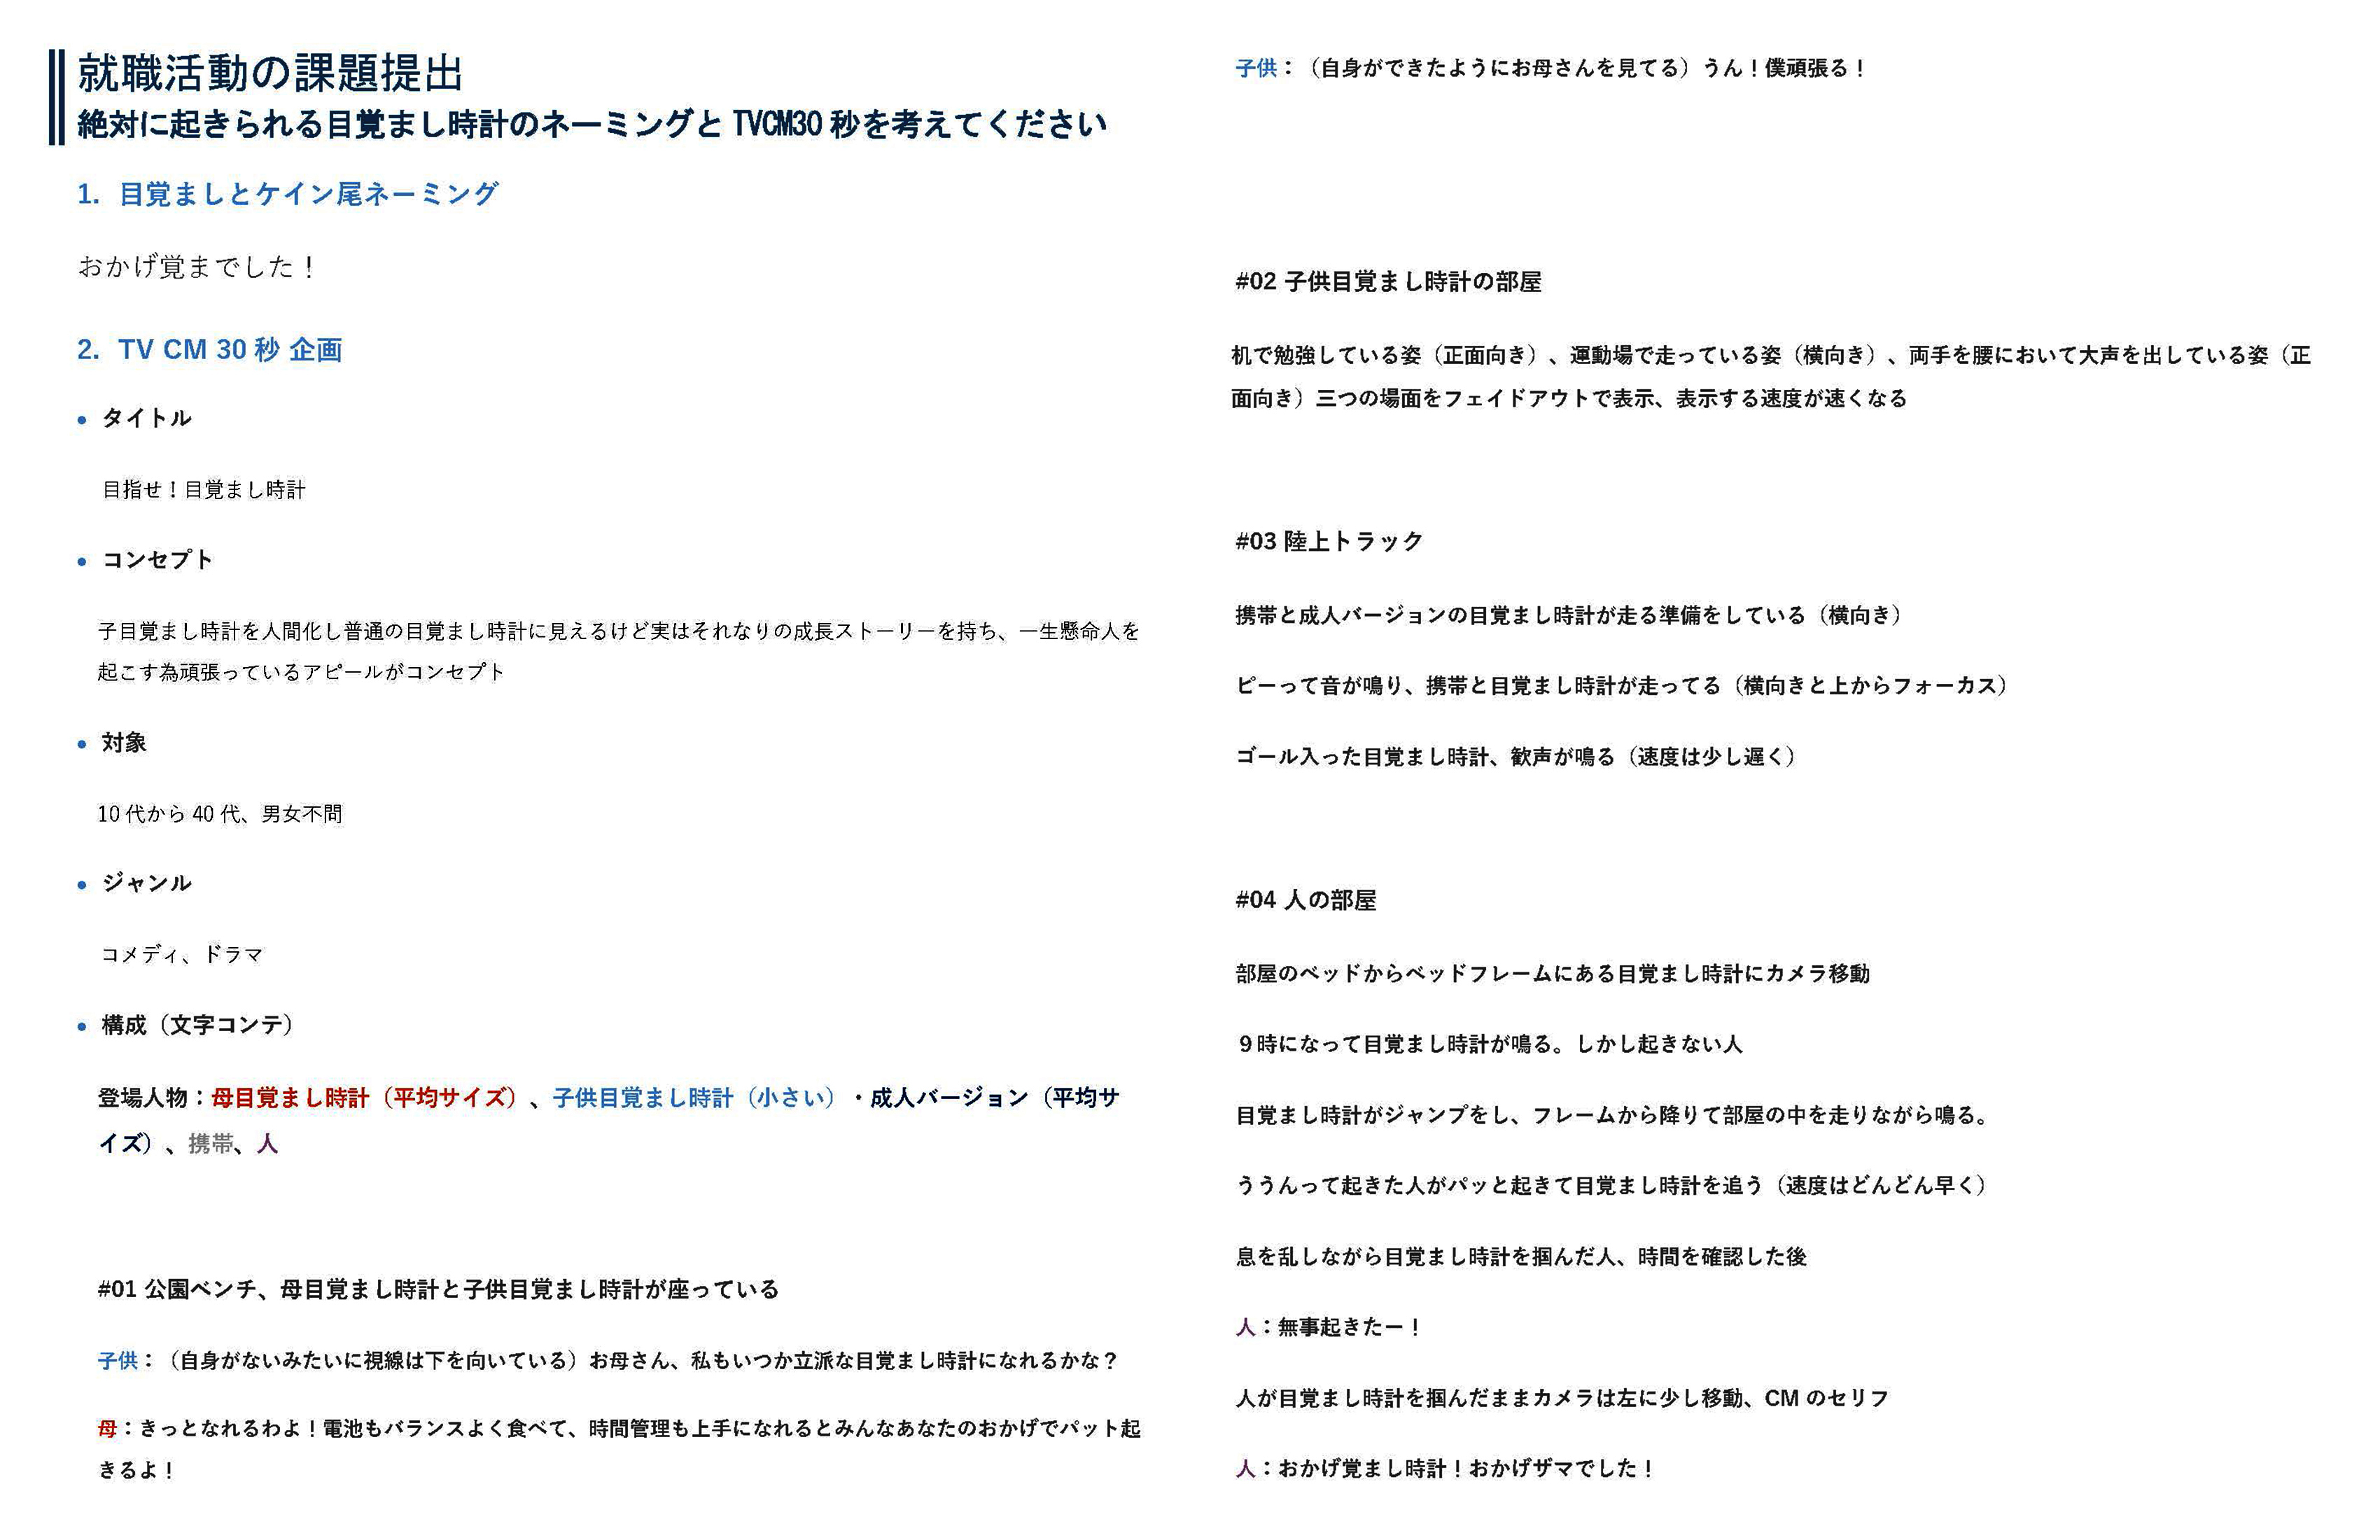 就職活動の課題提出
絶対に起きられる目覚まし時計のネーミングと TVCM30 秒を考えてください
1. 目覚ましとケイン尾ネーミング
おかげ覚までした！
2. TV CM 30 秒 企画
• タイトル
目指せ！目覚まし時計
• コンセプト
子目覚まし時計を人間化し普通の目覚まし時計に見えるけど実はそれなりの成長ストーリーを持ち、一生懸命人を
起こす為頑張っているアピールがコンセプト
• 対象
10 代から 40 代、男女不問
• ジャンル
コメディ、ドラマ
• 構成（文字コンテ）
登場人物：母目覚まし時計（平均サイズ）、子供目覚まし時計（小さい）・成人バージョン（平均サ
イズ）、携帯、人
#01 公園ベンチ、母目覚まし時計と子供目覚まし時計が座っている
子供：（自身がないみたいに視線は下を向いている）お母さん、私もいつか立派な目覚まし時計になれるかな？
母：きっとなれるわよ！電池もバランスよく食べて、時間管理も上手になれるとみんなあなたのおかげでパット起
きるよ！
子供：（自身ができたようにお母さんを見てる）うん！僕頑張る！
#02 子供目覚まし時計の部屋
机で勉強している姿（正面向き）、運動場で走っている姿（横向き）、両手を腰において大声を出している姿（正
面向き）三つの場面をフェイドアウトで表示、表示する速度が速くなる
#03 陸上トラック
携帯と成人バージョンの目覚まし時計が走る準備をしている（横向き）
ピーって音が鳴り、携帯と目覚まし時計が走ってる（横向きと上からフォーカス）
ゴール入った目覚まし時計、歓声が鳴る（速度は少し遅く）
#04 人の部屋
部屋のベッドからベッドフレームにある目覚まし時計にカメラ移動
９時になって目覚まし時計が鳴る。しかし起きない人
目覚まし時計がジャンプをし、フレームから降りて部屋の中を走りながら鳴る。
ううんって起きた人がパッと起きて目覚まし時計を追う（速度はどんどん早く）
息を乱しながら目覚まし時計を掴んだ人、時間を確認した後
人：無事起きたー！
人が目覚まし時計を掴んだままカメラは左に少し移動、CM のセリフ
人：おかげ覚まし時計！おかげザマでした！